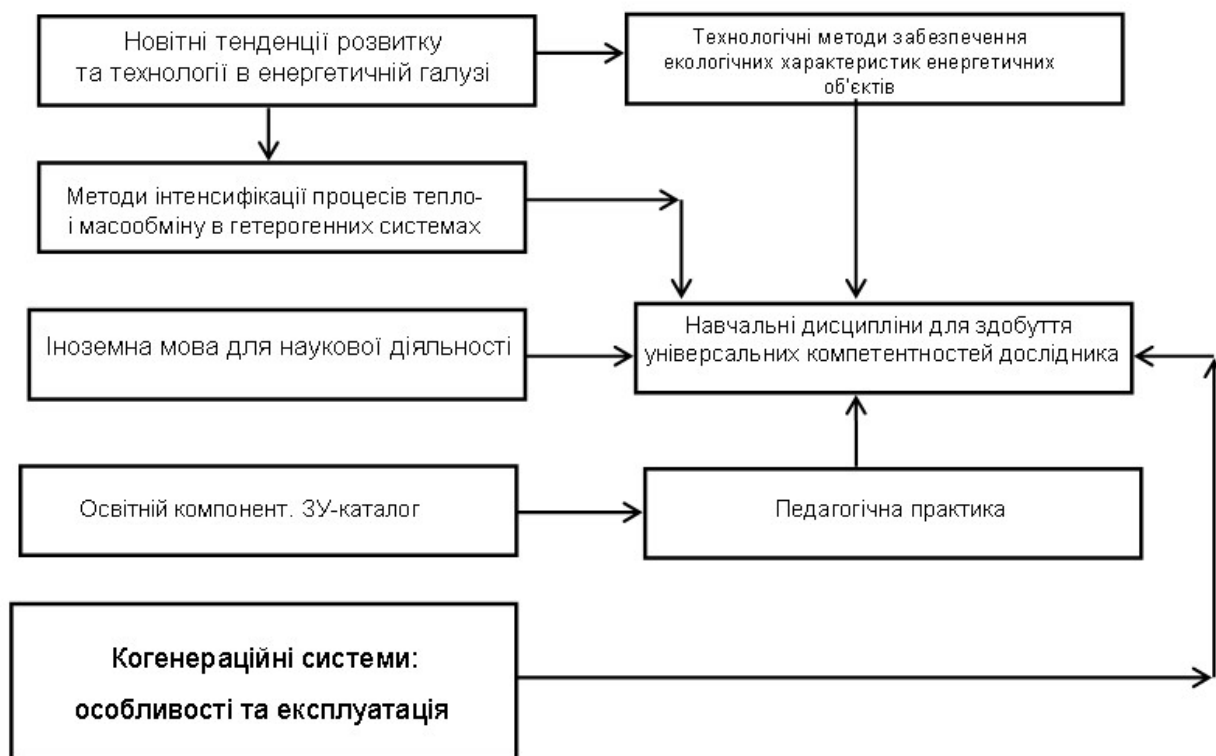 Новітні тенденції розвитку
та технології в енергетичній галузі
Технологічні методи забезпечення
екологічних характеристик енергетичних
об'єктів
Методи інтенсифікації процесів тепло-
і масообміну в гетерогенних системах
Іноземна мова для наукової діяльності
Навчальні дисципліни для здобуття
універсальних компетентностей дослідника
Освітній компонент. ЗУ-каталог
Педагогічна практика
Когенераційні системи:
особливості та експлуатація